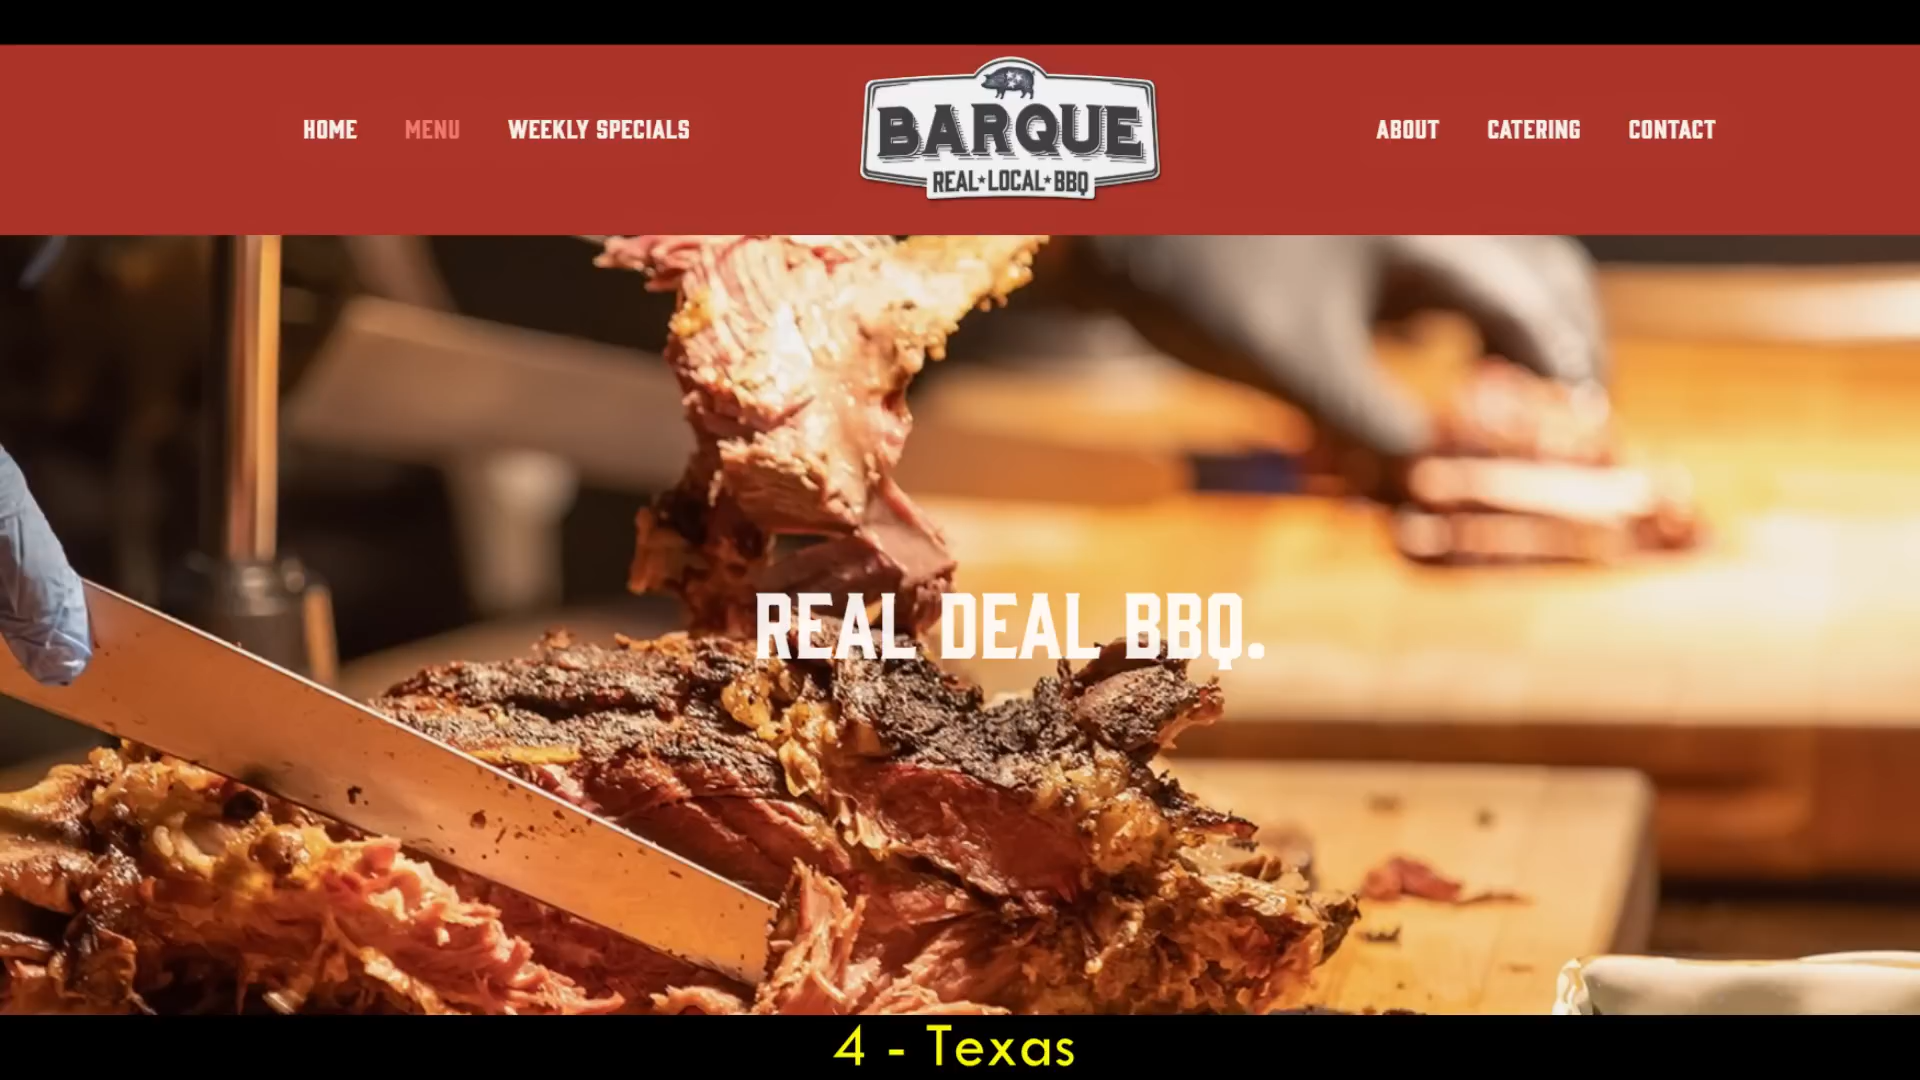 HOME MENU WEEKLY SPECIALS
BARQUE
REAL★LOCAL★BBQ
ABOUT CATERING CONTACT
REAL DEAL BBQ.
4 - Texas